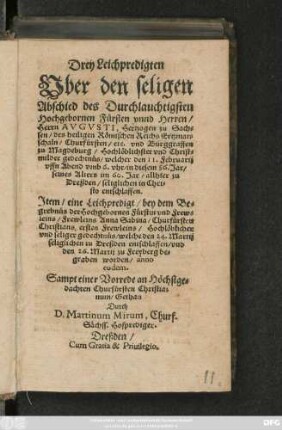 Drey Leichpredigten
Vber den seligen
Abschied des Durchlauchtigsten
Hochgebornen Fürsten vnnd Herren/
Herrn AVGVSTI, Hertzogen zu Sachs
sen/ des heiligen Römischen Reichs Ertzmar
schaln/ Churfürsten/ etc. vnd Burggraffen
zu Magdeburg/ Hochlöblichster vnd Christ-
milder gedechtnüs/ welcher den 11. Februarij
vffn Abend vmb 6. vhr in diesem 86. Jar/
seines Alters im 60. Jar/ allhier zu
Dreßden/ seliglichen in Chri-
sto entschlaffen.
Item/ eine Leichpredigt/ bey dem Be-
grebnüs der Hochgebornen Fürstin vnd Frew-
leins/ Frewleins Anna Sabina/ Churfürsten
Christians, ersten Frewleins/ Hochlöblicher
vnd seliger gedechtnüs/ welche den 24. Martij
seliglichen zu Dreßden entschlaffen/ vnd
den 26. Martij zu Freyberg be-
graben worden/ anno
eodem.
Sampt einer Vorrede an Höchstge-
dachten Churfürsten Christia-
num/ Gethan
Durch
D. Martinum Mirum, Churf.
Sächß. Hofprediger.
Dreßden/
Cum Gratia & Priuilegio.
11.
SLUB
DFG